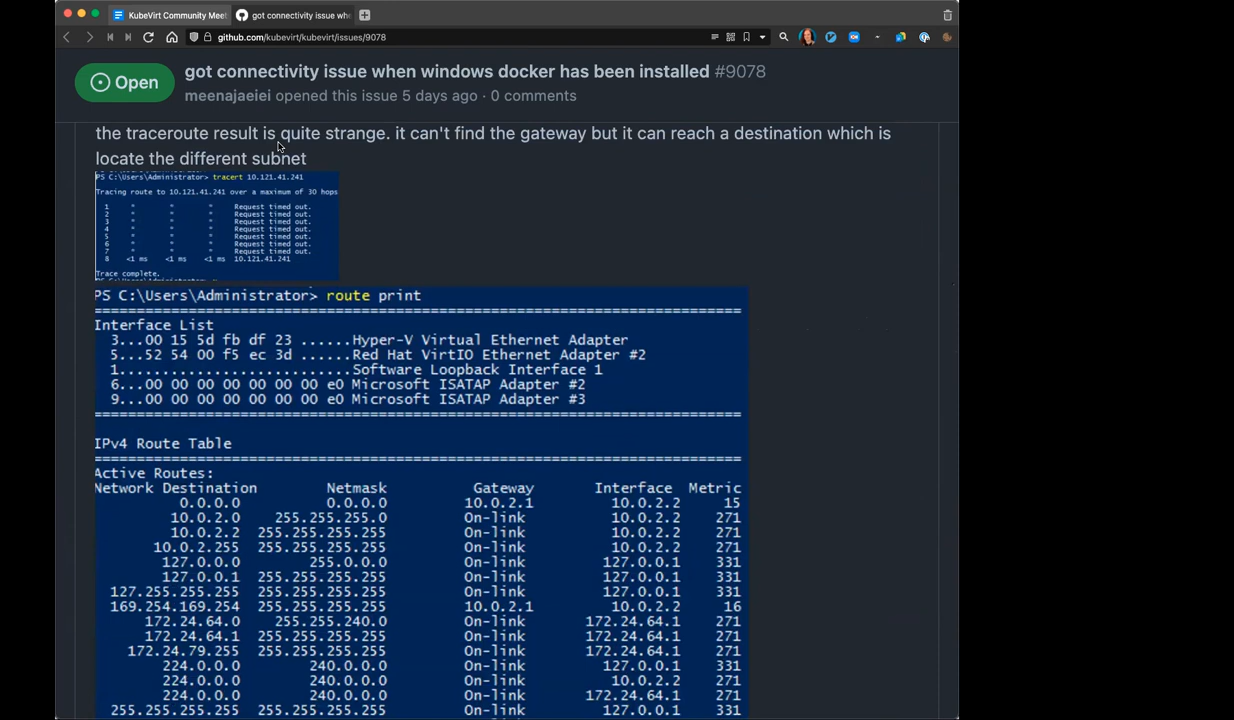 KubeVirt Community Meet
got connectivity issue whe
github.com/kubevirt/kubevirt/issues/9078
Open
got connectivity issue when windows docker has been installed #9078
meenajaeiei opened this issue 5 days ago · 0 comments
the traceroute result is quite strange. it can't find the gateway but it can reach a destination which is
locate the different subnet
PS C:\Users\Administrator> tracert 10.121.41.241
Tracing route to 10.121.41.241 over a maximum of 30 hops
1 * * * Request timed out.
2 * * * Request timed out.
3 * * * Request timed out.
4 * * * Request timed out.
5 * * * Request timed out.
6 * * * Request timed out.
7 * * * Request timed out.
8 <1 ms <1 ms <1 ms 10.121.41.241
Trace complete.
PS C:\Users\Administrator> route print
===========================================================================
Interface List
3...00 15 5d fb df 23 ......Hyper-V Virtual Ethernet Adapter
5...52 54 00 f5 ec 3d ......Red Hat VirtIO Ethernet Adapter #2
1...........................Software Loopback Interface 1
6...00 00 00 00 00 00 00 e0 Microsoft ISATAP Adapter #2
9...00 00 00 00 00 00 00 e0 Microsoft ISATAP Adapter #3
===========================================================================
IPv4 Route Table
===========================================================================
Active Routes:
Network Destination Netmask Gateway Interface Metric
0.0.0.0 0.0.0.0 10.0.2.1 10.0.2.2 15
10.0.2.0 255.255.255.0 On-link 10.0.2.2 271
10.0.2.2 255.255.255.255 On-link 10.0.2.2 271
10.0.2.255 255.255.255.255 On-link 10.0.2.2 271
127.0.0.0 255.0.0.0 On-link 127.0.0.1 331
127.0.0.1 255.255.255.255 On-link 127.0.0.1 331
127.255.255.255 255.255.255.255 On-link 127.0.0.1 331
169.254.169.254 255.255.255.255 10.0.2.1 10.0.2.2 16
172.24.64.0 255.255.240.0 On-link 172.24.64.1 271
172.24.64.1 255.255.255.255 On-link 172.24.64.1 271
172.24.79.255 255.255.255.255 On-link 172.24.64.1 271
224.0.0.0 240.0.0.0 On-link 127.0.0.1 331
224.0.0.0 240.0.0.0 On-link 10.0.2.2 271
224.0.0.0 240.0.0.0 On-link 172.24.64.1 271
255.255.255.255 255.255.255.255 On-link 127.0.0.1 331